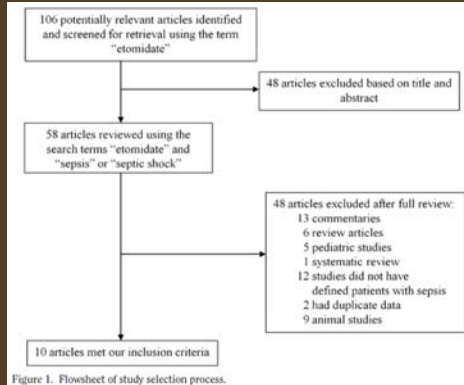 106 potentially relevant articles identified
and screened for retrieval using the term
“etomidate”
48 articles excluded based on title and
abstract
58 articles reviewed using the
search terms “etomidate” and
“sepsis” or “septic shock”
48 articles excluded after full review:
13 commentaries
6 review articles
5 pediatric studies
1 systematic review
12 studies did not have
defined patients with sepsis
2 had duplicate data
9 animal studies
10 articles met our inclusion criteria
Figure 1. Flowsheet of study selection process.